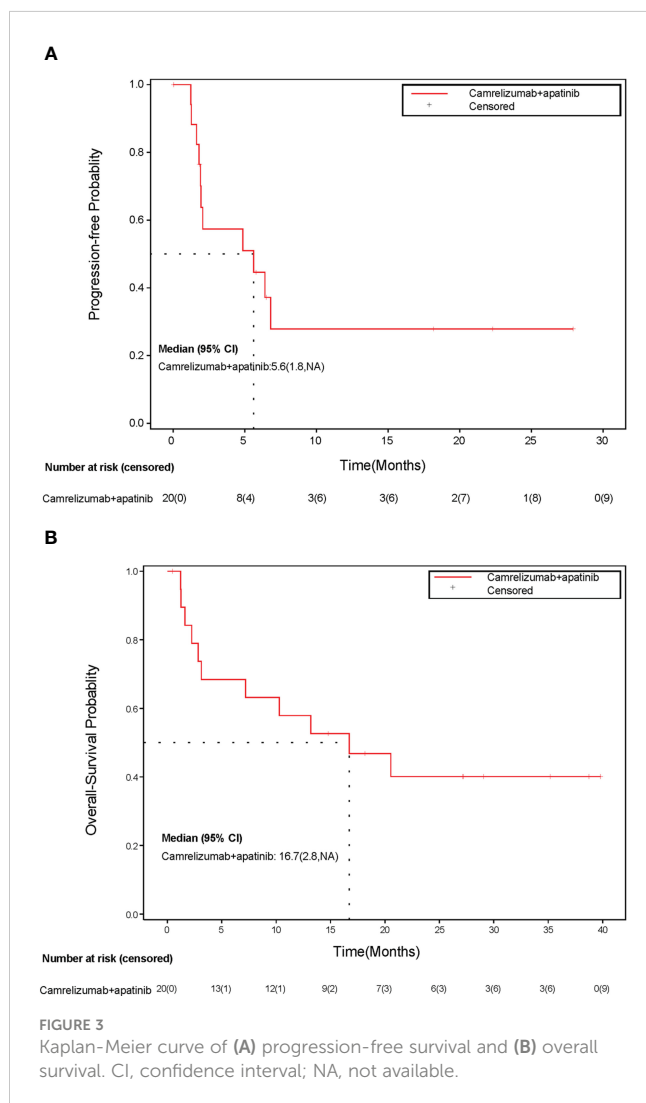 A
Camrelizumab+apatinib
+ Censored
Progression-free Probablity
1.0
0.8
0.6
0.4
0.2
0.0
Median (95% CI)
Camrelizumab+apatinib:5.6(1.8,NA)
0 5 10 15 20 25 30
Time(Months)
Number at risk (censored)
Camrelizumab+apatinib 20(0) 8(4) 3(6) 3(6) 2(7) 1(8) 0(9)
B
Camrelizumab+apatinib
+ Censored
Overall-Survival Probablity
1.0
0.8
0.6
0.4
0.2
0.0
Median (95% CI)
Camrelizumab+apatinib: 16.7(2.8,NA)
0 5 10 15 20 25 30 35 40
Time(Months)
Number at risk (censored)
Camrelizumab+apatinib 20(0) 13(1) 12(1) 9(2) 7(3) 6(3) 3(6) 3(6) 0(9)
FIGURE 3
Kaplan-Meier curve of (A) progression-free survival and (B) overall
survival. CI, confidence interval; NA, not available.